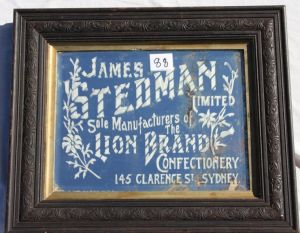 JAMES
88
STEDMAN
LIMITED
Sole Manufacturers of
The
LION BRAND
CONFECTIONERY
145 CLARENCE ST SYDNEY